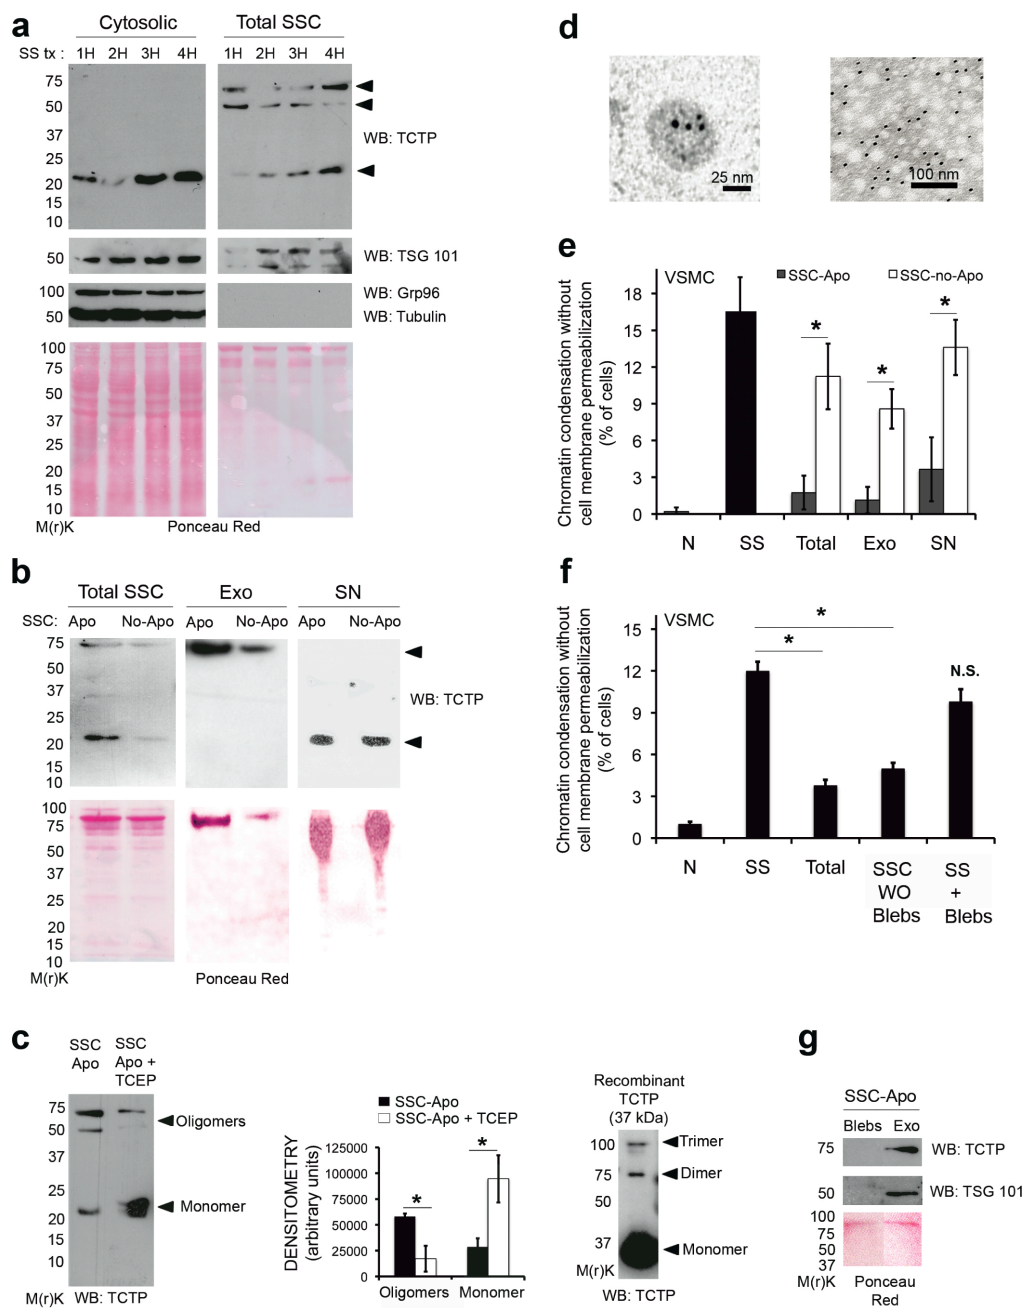 a
Cytosolic Total SSC
SS tx : 1H 2H 3H 4H 1H 2H 3H 4H
75
50
37
25
20
15
10
WB: TCTP
50
WB: TSG 101
100
50
WB: Grp96
WB: Tubulin
100
75
50
37
25
20
15
10
M(r)K Ponceau Red
b
Total SSC Exo SN
SSC: Apo No-Apo Apo No-Apo Apo No-Apo
75
50
37
25
20
15
10
WB: TCTP
100
75
50
37
25
20
15
10
M(r)K Ponceau Red
c
SSC Apo
SSC Apo + TCEP
75
50
37
25
20
15
10
Oligomers
Monomer
M(r)K WB: TCTP
SSC-Apo
SSC-Apo + TCEP
DENSITOMETRY
(arbitrary units)
125000
100000
75000
50000
25000
0
* *
Oligomers Monomer
Recombinant
TCTP
(37 kDa)
100
75
50
37
M(r)K
Trimer
Dimer
Monomer
WB: TCTP
d
25 nm
100 nm
e
VSMC
SSC-Apo SSC-no-Apo
Chromatin condensation without
cell membrane permeabilization
(% of cells)
18
15
12
9
6
3
0
* * *
N SS Total Exo SN
f
VSMC
Chromatin condensation without
cell membrane permeabilization
(% of cells)
15
12
9
6
3
0
*
*
N.S.
N SS Total SSC WO Blebs SS + Blebs
g
SSC-Apo
Blebs Exo
75
WB: TCTP
50
WB: TSG 101
100
75
50
37
M(r)K Ponceau
Red